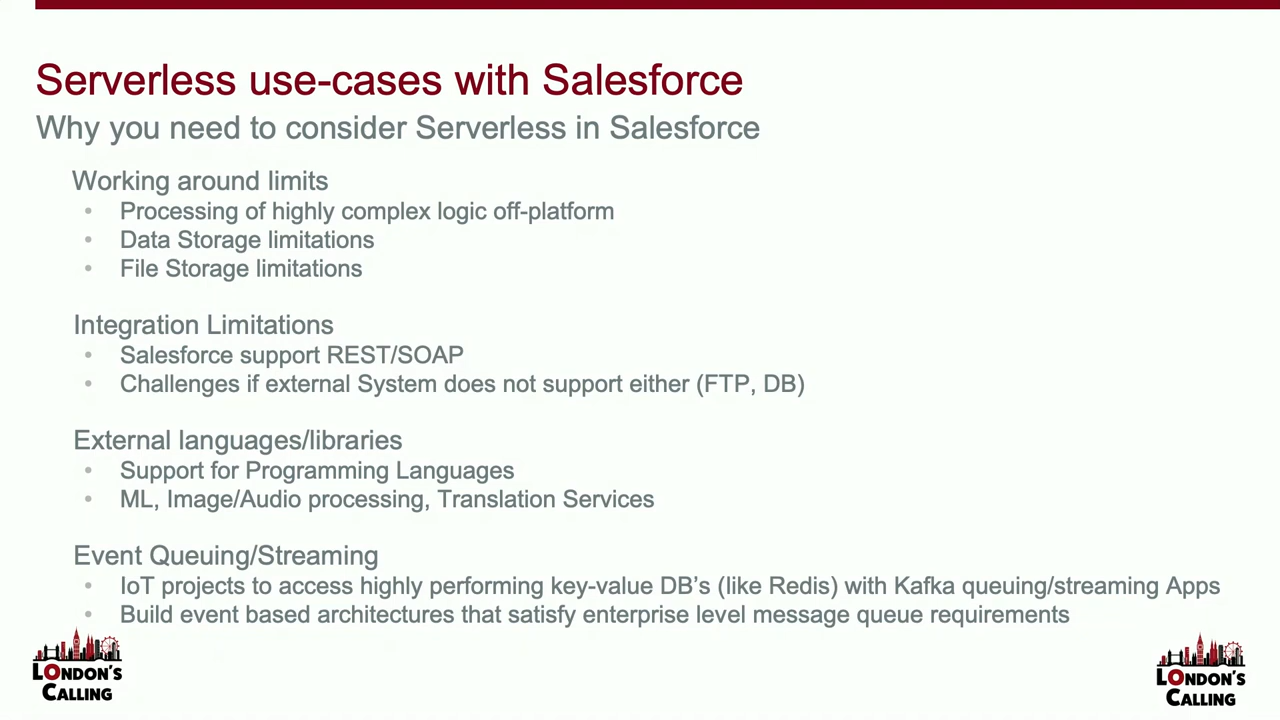 Serverless use-cases with Salesforce
Why you need to consider Serverless in Salesforce
Working around limits
• Processing of highly complex logic off-platform
• Data Storage limitations
• File Storage limitations
Integration Limitations
• Salesforce support REST/SOAP
• Challenges if external System does not support either (FTP, DB)
External languages/libraries
• Support for Programming Languages
• ML, Image/Audio processing, Translation Services
Event Queuing/Streaming
• IoT projects to access highly performing key-value DB's (like Redis) with Kafka queuing/streaming Apps
• Build event based architectures that satisfy enterprise level message queue requirements
LONDON'S
CALLING
LONDON'S
CALLING